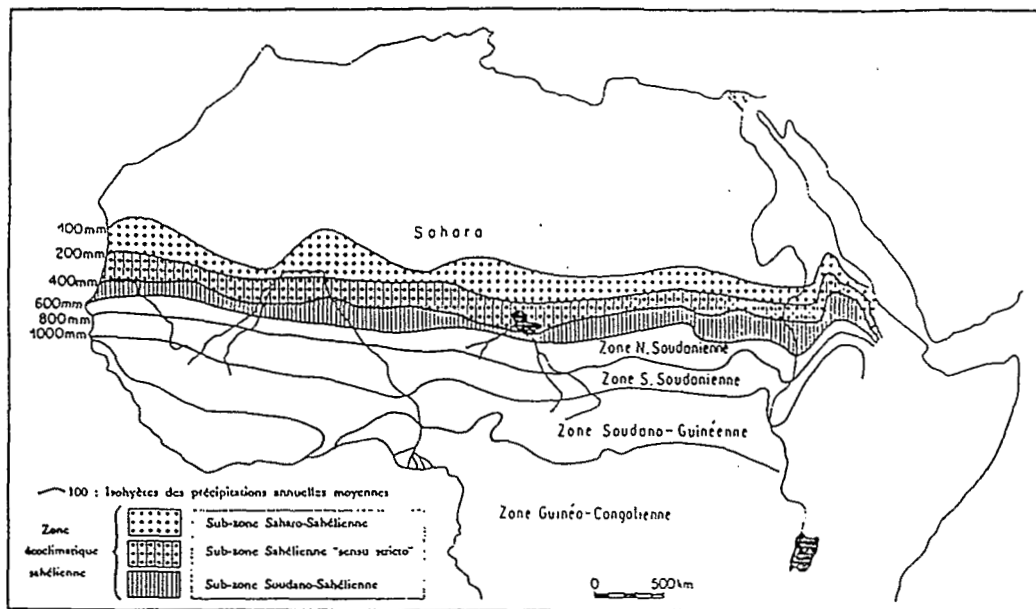 100mm
200mm
400mm
600mm
800mm
1000mm
Sahara
Zone N. Soudanienne
Zone S. Soudanienne
Zone Soudano-Guinéenne
Zone Guinéo-Congolienne
100 : Isohyètes des précipitations annuelles moyennes
Zone
écoclimatique
sahélienne
Sub-zone Saharo-Sahélienne
Sub-zone Sahélienne "sensu stricto"
Sub-zone Soudano-Sahélienne
0 500km